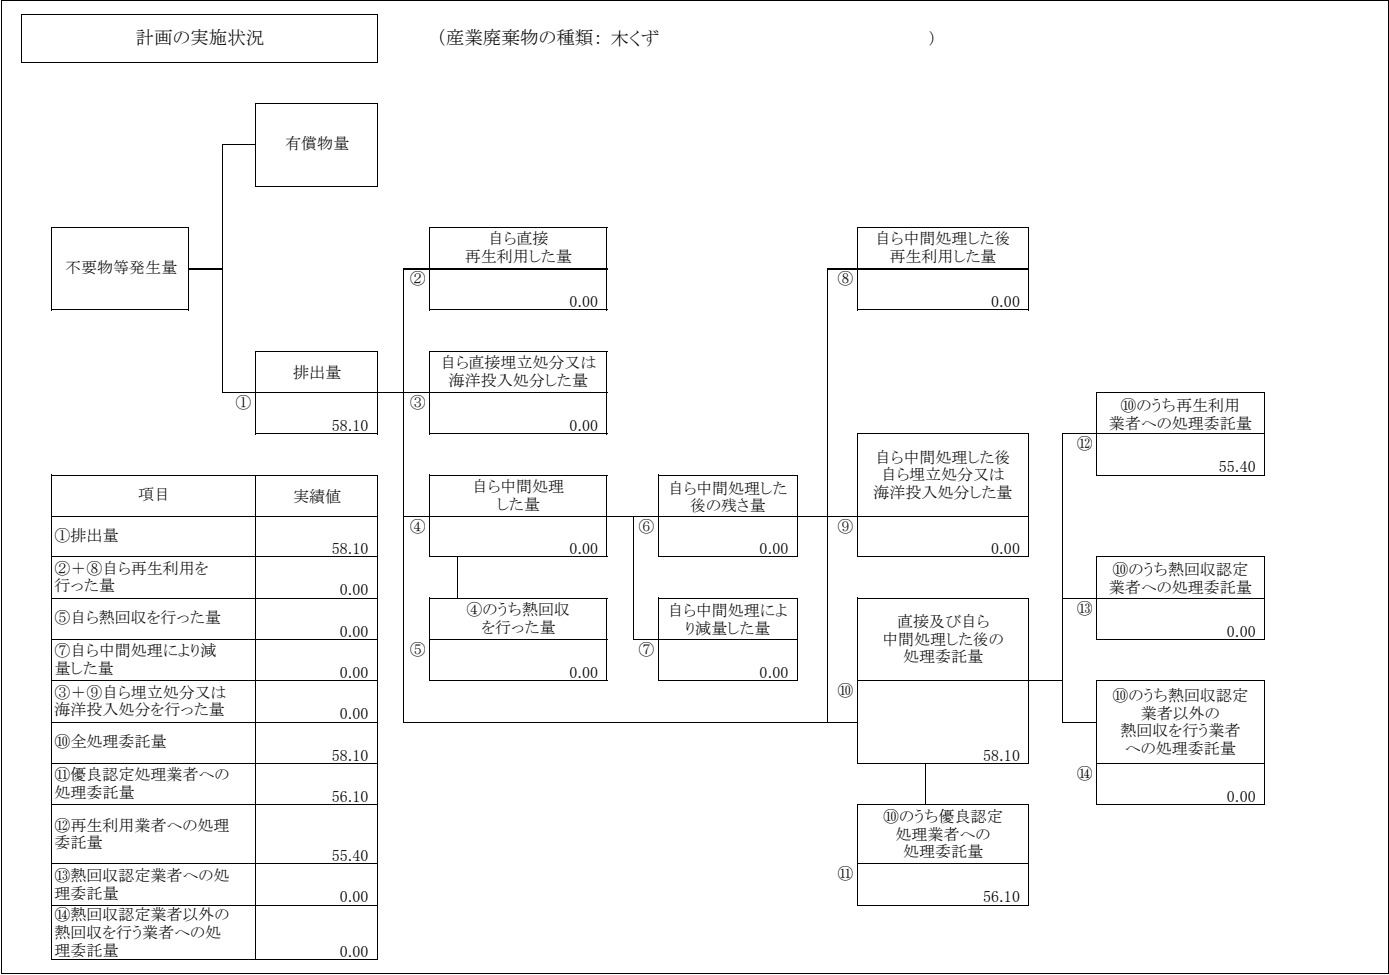 計画の実施状況
（産業廃棄物の種類： 木くず ）
有償物量
不要物等発生量
自ら直接
再生利用した量
②
0.00
自ら中間処理した後
再生利用した量
⑧
0.00
排出量
①
58.10
自ら直接埋立処分又は
海洋投入処分した量
③
0.00
⑩のうち再生利用
業者への処理委託量
⑫
55.40
自ら中間処理
した量
④
0.00
自ら中間処理した
後の残さ量
⑥
0.00
自ら中間処理した後
自ら埋立処分又は
海洋投入処分した量
⑨
0.00
⑩のうち熱回収認定
業者への処理委託量
⑬
0.00
④のうち熱回収
を行った量
⑤
0.00
自ら中間処理によ
り減量した量
⑦
0.00
直接及び自ら
中間処理した後の
処理委託量
⑩
58.10
⑩のうち熱回収認定
業者以外の
熱回収を行う業者
への処理委託量
⑭
0.00
⑩のうち優良認定
処理業者への
処理委託量
⑪
56.10
項目 実績値
①排出量
58.10
②＋⑧自ら再生利用を
行った量
0.00
⑤自ら熱回収を行った量
0.00
⑦自ら中間処理により減
量した量
0.00
③＋⑨自ら埋立処分又は
海洋投入処分を行った量
0.00
⑩全処理委託量
58.10
⑪優良認定処理業者への
処理委託量
56.10
⑫再生利用業者への処理
委託量
55.40
⑬熱回収認定業者への処
理委託量
0.00
⑭熱回収認定業者以外の
熱回収を行う業者への処
理委託量
0.00